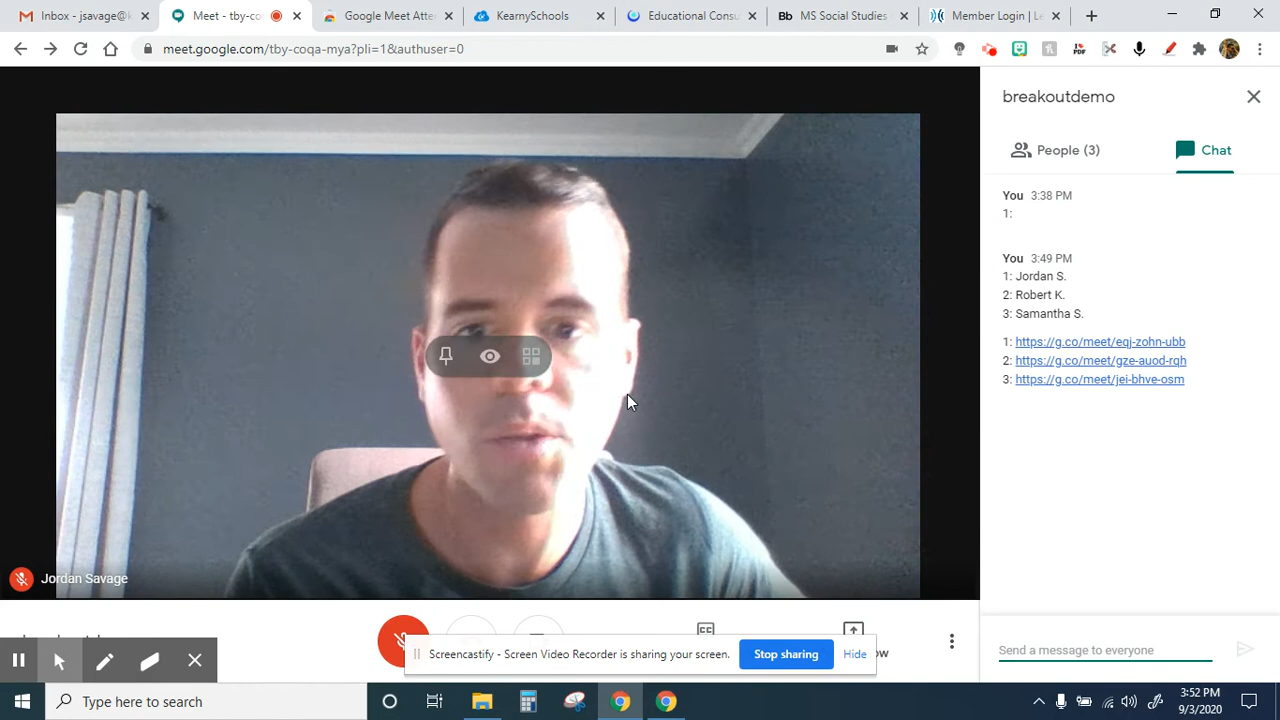 Inbox - jsavage@k
Meet - tby-co
Google Meet Atte
KearnySchools
Educational Consu
Bb
MS Social Studies
Member Login | Le
meet.google.com/tby-coqa-mya?pli=1&authuser=0
breakoutdemo
People (3)
Chat
You 3:38 PM
1:
You 3:49 PM
1: Jordan S.
2: Robert K.
3: Samantha S.
1: https://g.co/meet/eqj-zohn-ubb
2: https://g.co/meet/gze-auod-rqh
3: https://g.co/meet/jei-bhve-osm
Jordan Savage
Screencastify - Screen Video Recorder is sharing your screen.
Stop sharing
Hide
Send a message to everyone
Type here to search
3:52 PM
9/3/2020